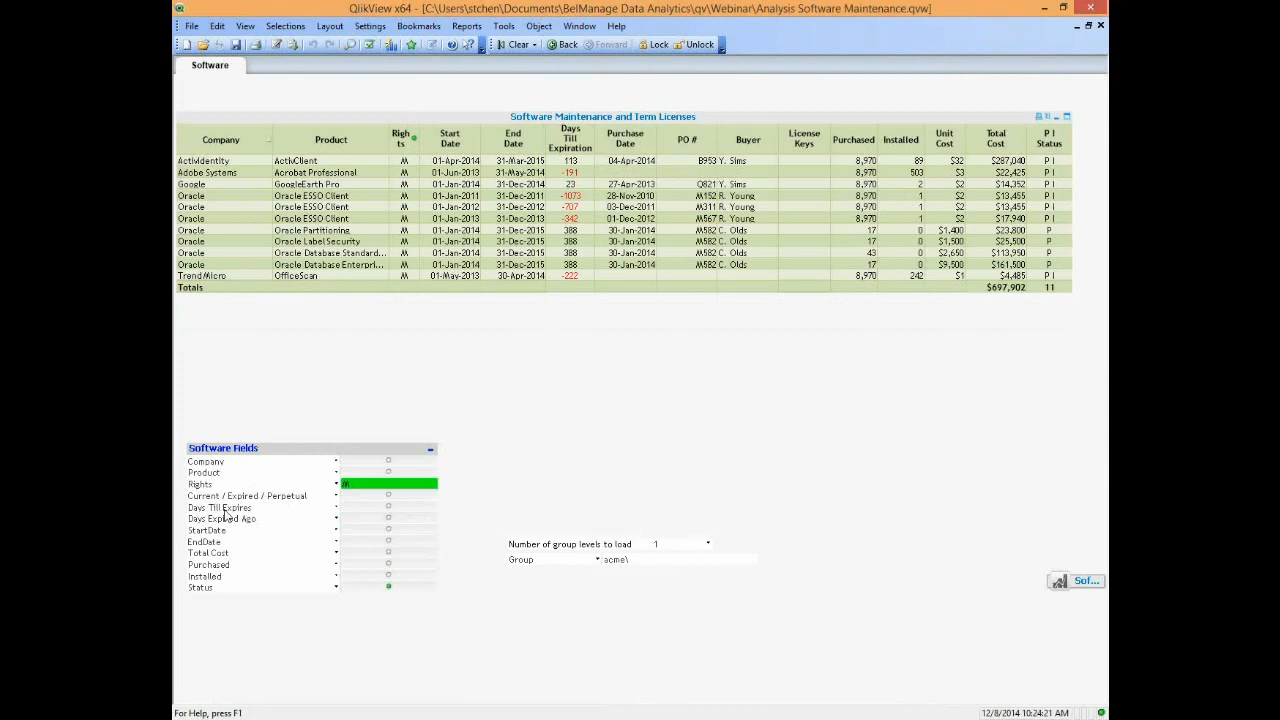 QlikView x64 - [C:\Users\stchen\Documents\BelManage Data Analytics\qv\Webinar\Analysis Software Maintenance.qvw]
File Edit View Selections Layout Settings Bookmarks Reports Tools Object Window Help
Clear Back Forward Lock Unlock
Software
Software Maintenance and Term Licenses
Company Product Righ ts Start Date End Date Days Till Expiration Purchase Date PO # Buyer License Keys Purchased Installed Unit Cost Total Cost P I Status
ActivIdentity ActivClient M 01-Apr-2014 31-Mar-2015 113 04-Apr-2014 B953 Y. Sims 8,970 89 $32 $287,040 P I
Adobe Systems Acrobat Professional M 01-Jun-2013 31-May-2014 -191 8,970 503 $3 $22,425 P I
Google GoogleEarth Pro M 01-Jan-2014 31-Dec-2014 23 27-Apr-2013 Q821 Y. Sims 8,970 2 $2 $14,352 P I
Oracle Oracle ESSO Client M 01-Jan-2011 31-Dec-2011 -1073 28-Nov-2010 M152 R. Young 8,970 1 $2 $13,455 P I
Oracle Oracle ESSO Client M 01-Jan-2012 31-Dec-2012 -707 03-Dec-2011 M311 R. Young 8,970 1 $2 $13,455 P I
Oracle Oracle ESSO Client M 01-Jan-2013 31-Dec-2013 -342 01-Dec-2012 M567 R. Young 8,970 1 $2 $17,940 P I
Oracle Oracle Partitioning M 01-Jan-2014 31-Dec-2015 388 30-Jan-2014 M582 C. Olds 17 0 $1,400 $23,800 P
Oracle Oracle Label Security M 01-Jan-2014 31-Dec-2015 388 30-Jan-2014 M582 C. Olds 17 0 $1,500 $25,500 P
Oracle Oracle Database Standard... M 01-Jan-2014 31-Dec-2015 388 30-Jan-2014 M582 C. Olds 43 0 $2,650 $113,950 P
Oracle Oracle Database Enterpri... M 01-Jan-2014 31-Dec-2015 388 30-Jan-2014 M582 C. Olds 17 0 $9,500 $161,500 P
Trend Micro OfficeScan M 01-May-2013 30-Apr-2014 -222 8,970 242 $1 $4,485 P I
Totals $697,902 11
Software Fields
Company
Product
Rights M
Current / Expired / Perpetual
Days Till Expires
Days Expired Ago
StartDate
EndDate
Total Cost
Purchased
Installed
Status
Number of group levels to load 1
Group acme\
Sof...
For Help, press F1 12/8/2014 10:24:21 AM